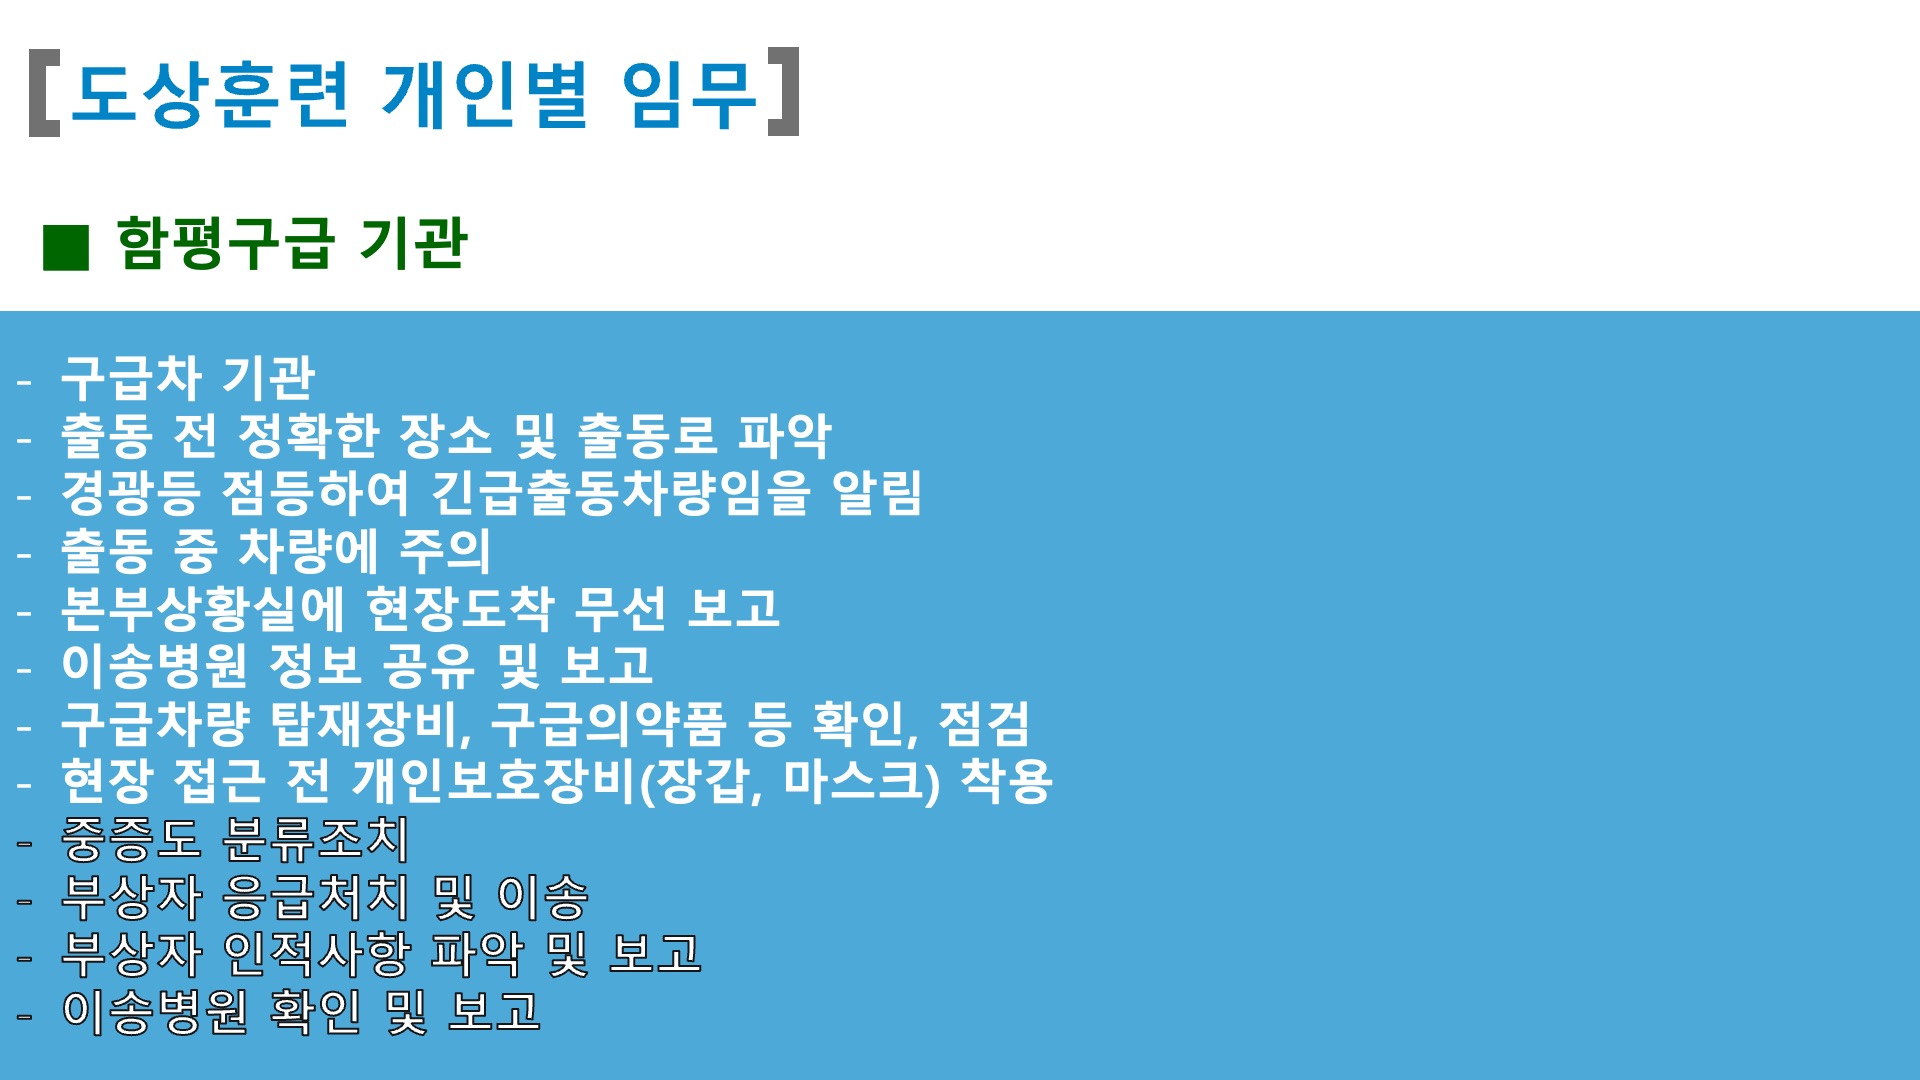 [도상훈련 개인별 임무]
■ 함평구급 기관
- 구급차 기관
- 출동 전 정확한 장소 및 출동로 파악
- 경광등 점등하여 긴급출동차량임을 알림
- 출동 중 차량에 주의
- 본부상황실에 현장도착 무선 보고
- 이송병원 정보 공유 및 보고
- 구급차량 탑재장비, 구급의약품 등 확인, 점검
- 현장 접근 전 개인보호장비(장갑, 마스크) 착용
- 중증도 분류조치
- 부상자 응급처치 및 이송
- 부상자 인적사항 파악 및 보고
- 이송병원 확인 및 보고